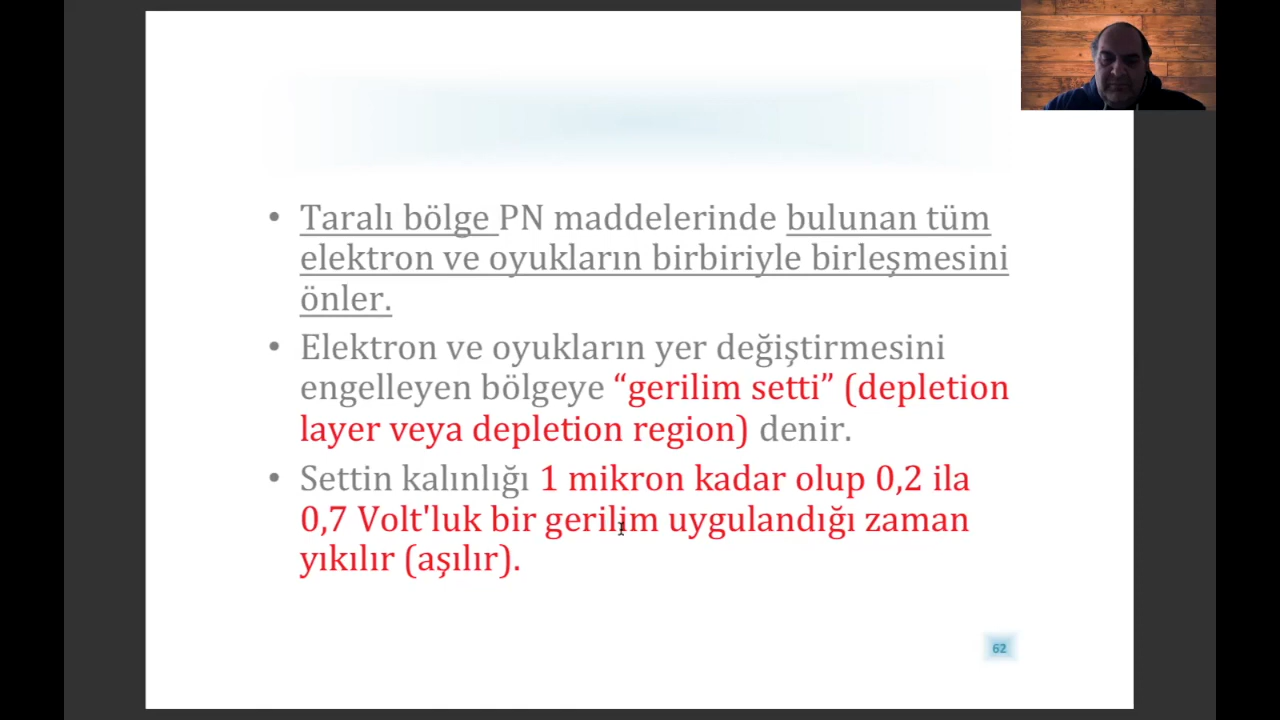 • Taralı bölge PN maddelerinde bulunan tüm
elektron ve oyukların birbiriyle birleşmesini
önler.
• Elektron ve oyukların yer değiştirmesini
engelleyen bölgeye “gerilim setti” (depletion
layer veya depletion region) denir.
• Settin kalınlığı 1 mikron kadar olup 0,2 ila
0,7 Volt'luk bir gerilim uygulandığı zaman
yıkılır (aşılır).
62